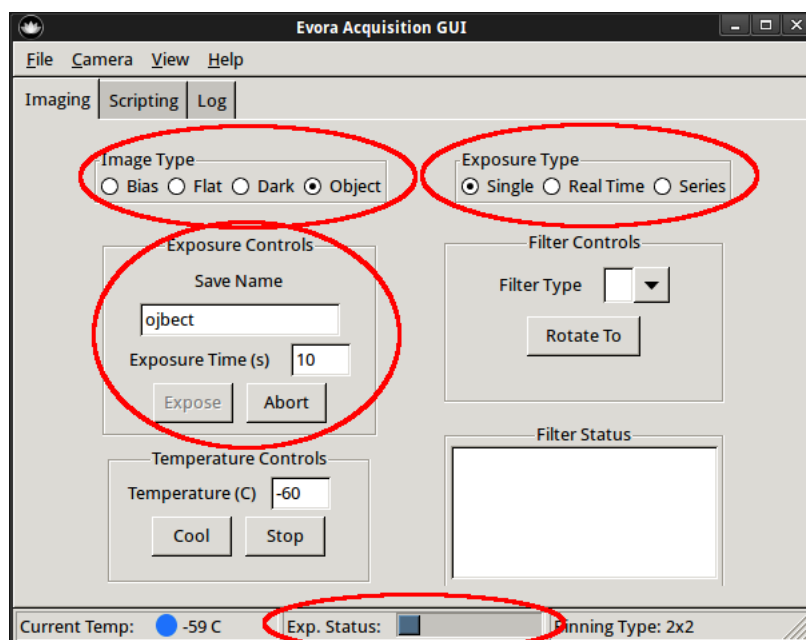 Evora Acquisition GUI
File Camera View Help
Imaging Scripting Log
Image Type
Bias Flat Dark Object
Exposure Type
Single Real Time Series
Exposure Controls
Save Name
ojbect
Exposure Time (s) 10
Expose Abort
Filter Controls
Filter Type
Rotate To
Temperature Controls
Temperature (C) -60
Cool Stop
Filter Status
Current Temp: -59 C Exp. Status: Binning Type: 2x2